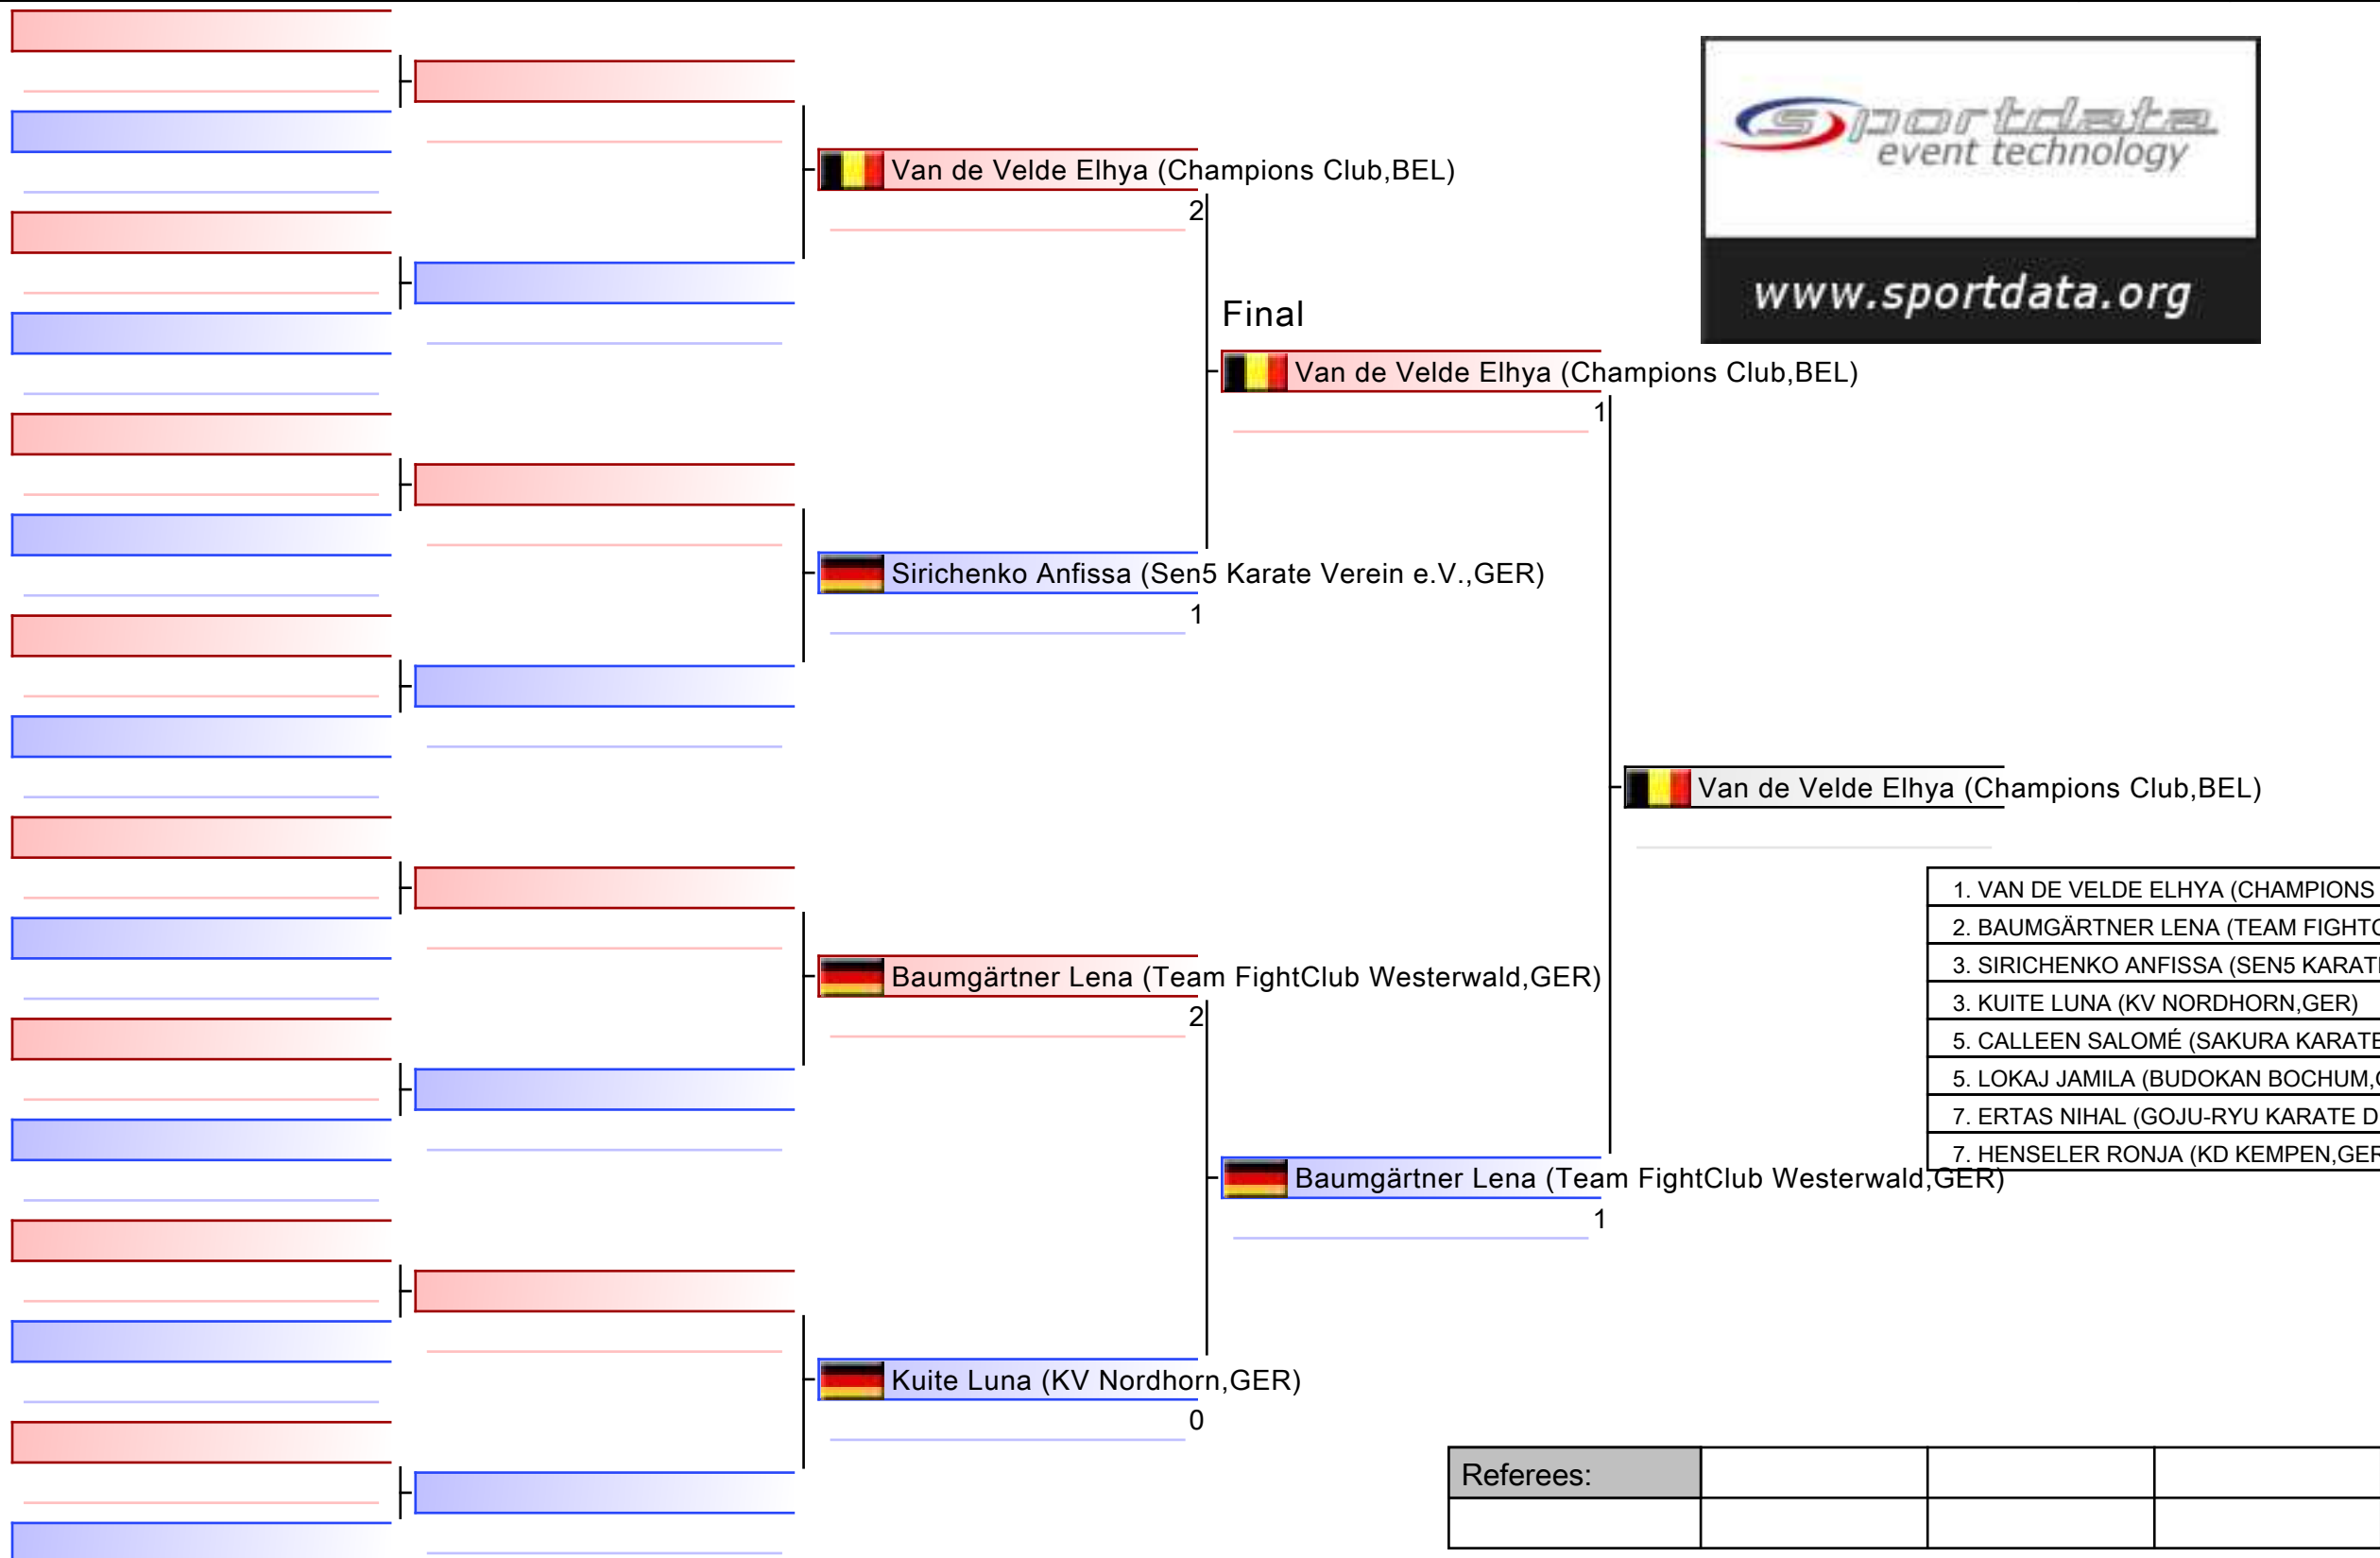 sportdata
event technology
www.sportdata.org
Van de Velde Elhya (Champions Club,BEL)
2
Final
Van de Velde Elhya (Champions Club,BEL)
1
Sirichenko Anfissa (Sen5 Karate Verein e.V.,GER)
1
Van de Velde Elhya (Champions Club,BEL)
1. VAN DE VELDE ELHYA (CHAMPIONS
2. BAUMGÄRTNER LENA (TEAM
3. SIRICHENKO ANFISSA (SEN5
3. KUITE LUNA (KV NORDHORN,GER)
5. CALLEEN SALOMÉ (SAKURA KARATE
5. LOKAJ JAMILA (BUDOKAN BOCHUM,
7. ERTAS NIHAL (GOJU-RYU KARATE D
7. HENSELER RONJA (KD KEMPEN,GER
Baumgärtner Lena (Team FightClub Westerwald,GER)
2
Baumgärtner Lena (Team FightClub Westerwald,GER)
1
Kuite Luna (KV Nordhorn,GER)
0
Referees: